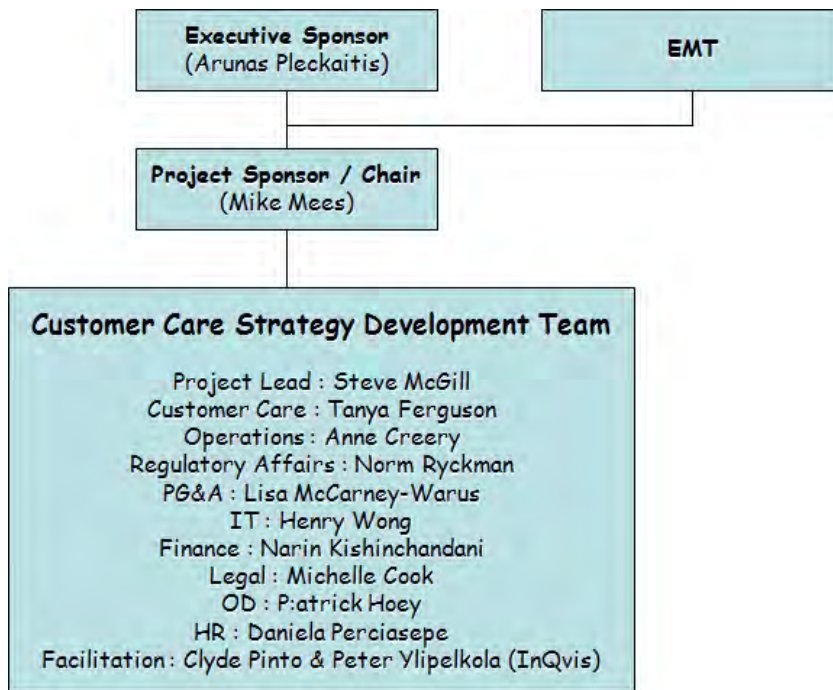 Executive Sponsor
(Arunas Pleckaitis)
EMT
Project Sponsor / Chair
(Mike Mees)
Customer Care Strategy Development Team
Project Lead : Steve McGill
Customer Care : Tanya Ferguson
Operations : Anne Creery
Regulatory Affairs : Norm Ryckman
PG&A : Lisa McCarney-Warus
IT : Henry Wong
Finance : Narin Kishinchandani
Legal : Michelle Cook
OD : P:atrick Hoey
HR : Daniela Perciasepe
Facilitation : Clyde Pinto & Peter Ylipelkola (InQvis)